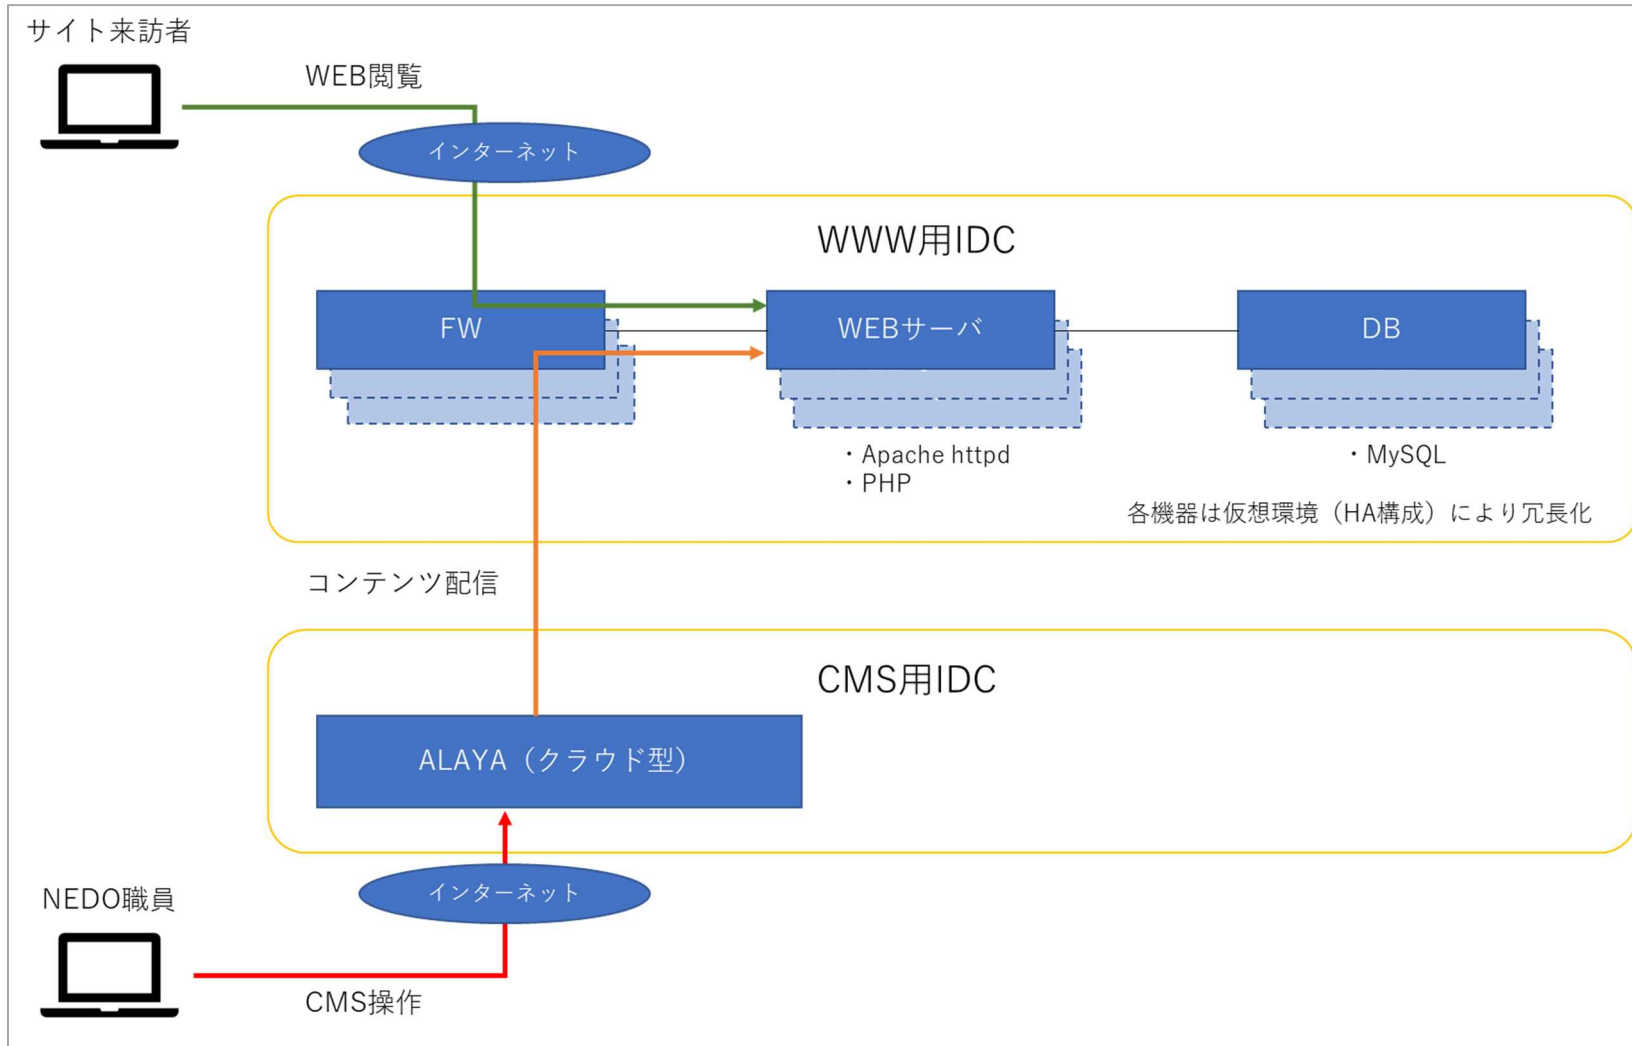 サイト来訪者
WEB閲覧
インターネット
WWW用IDC
FW
WEBサーバ
DB
・Apache httpd
・PHP
・MySQL
各機器は仮想環境（HA構成）により冗長化
コンテンツ配信
CMS用IDC
ALAYA（クラウド型）
インターネット
NEDO職員
CMS操作